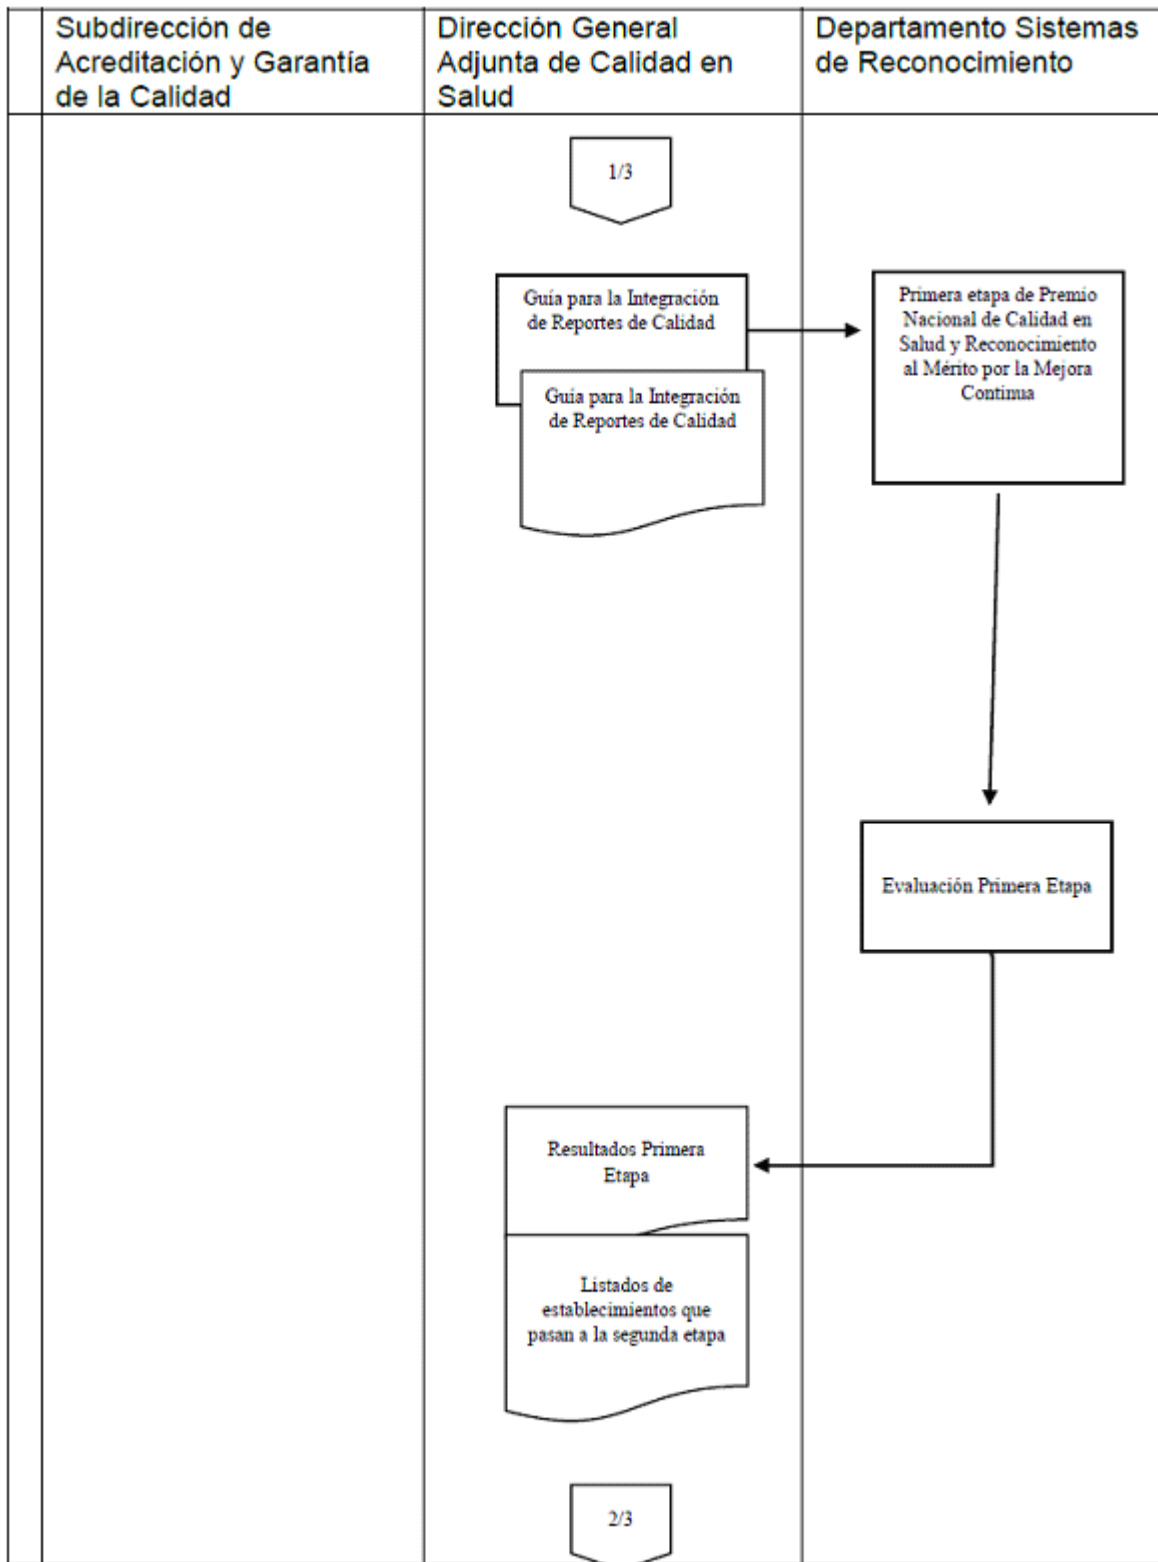 Subdirección de
Acreditación y Garantía
de la Calidad
Dirección General
Adjunta de Calidad en
Salud
Departamento Sistemas
de Reconocimiento
1/3
Guía para la Integración
de Reportes de Calidad
Guía para la Integración
de Reportes de Calidad
Primera etapa de Premio
Nacional de Calidad en
Salud y Reconocimiento
al Mérito por la Mejora
Continua
Evaluación Primera Etapa
Resultados Primera
Etapa
Listados de
establecimientos que
pasan a la segunda etapa
2/3